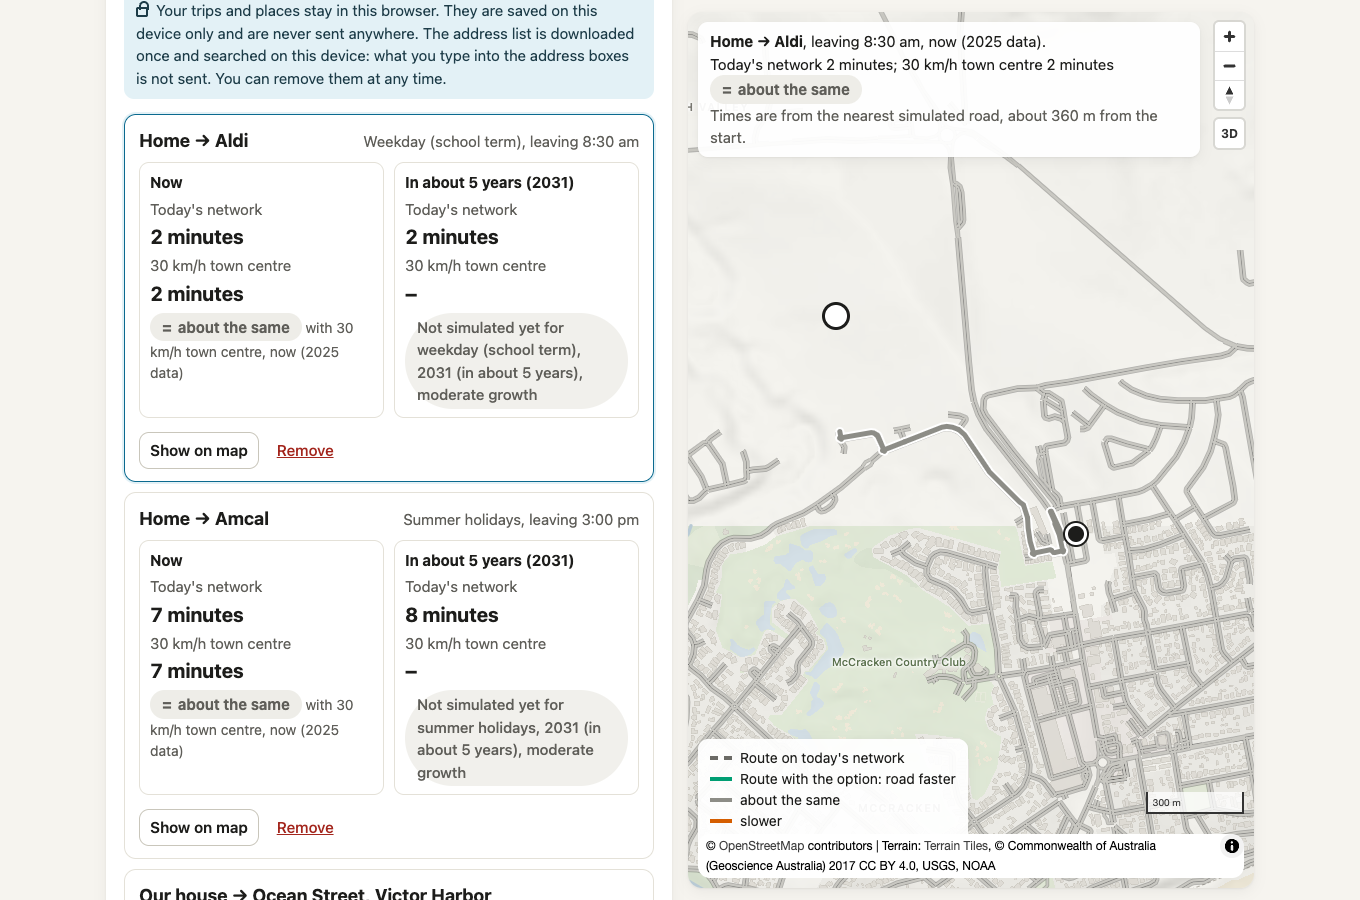 Your trips and places stay in this browser. They are saved on this
device only and are never sent anywhere. The address list is downloaded
once and searched on this device: what you type into the address boxes
is not sent. You can remove them at any time.
Home → Aldi
Weekday (school term), leaving 8:30 am
Now
Today's network
2 minutes
30 km/h town centre
2 minutes
= about the same with 30
km/h town centre, now (2025
data)
In about 5 years (2031)
Today's network
2 minutes
30 km/h town centre
–
Not simulated yet for
weekday (school term),
2031 (in about 5 years),
moderate growth
Show on map
Remove
Home → Amcal
Summer holidays, leaving 3:00 pm
Now
Today's network
7 minutes
30 km/h town centre
7 minutes
= about the same with 30
km/h town centre, now (2025
data)
In about 5 years (2031)
Today's network
8 minutes
30 km/h town centre
–
Not simulated yet for
summer holidays, 2031 (in
about 5 years), moderate
growth
Show on map
Remove
Our house → Ocean Street, Victor Harbor
Home → Aldi, leaving 8:30 am, now (2025 data).
Today's network 2 minutes; 30 km/h town centre 2 minutes
= about the same
Times are from the nearest simulated road, about 360 m from the
start.
+
−
3D
McCracken Country Club
Route on today's network
Route with the option: road faster
about the same
slower
McCRACKEN
300 m
© OpenStreetMap contributors | Terrain: Terrain Tiles, © Commonwealth of Australia
(Geoscience Australia) 2017 CC BY 4.0, USGS, NOAA